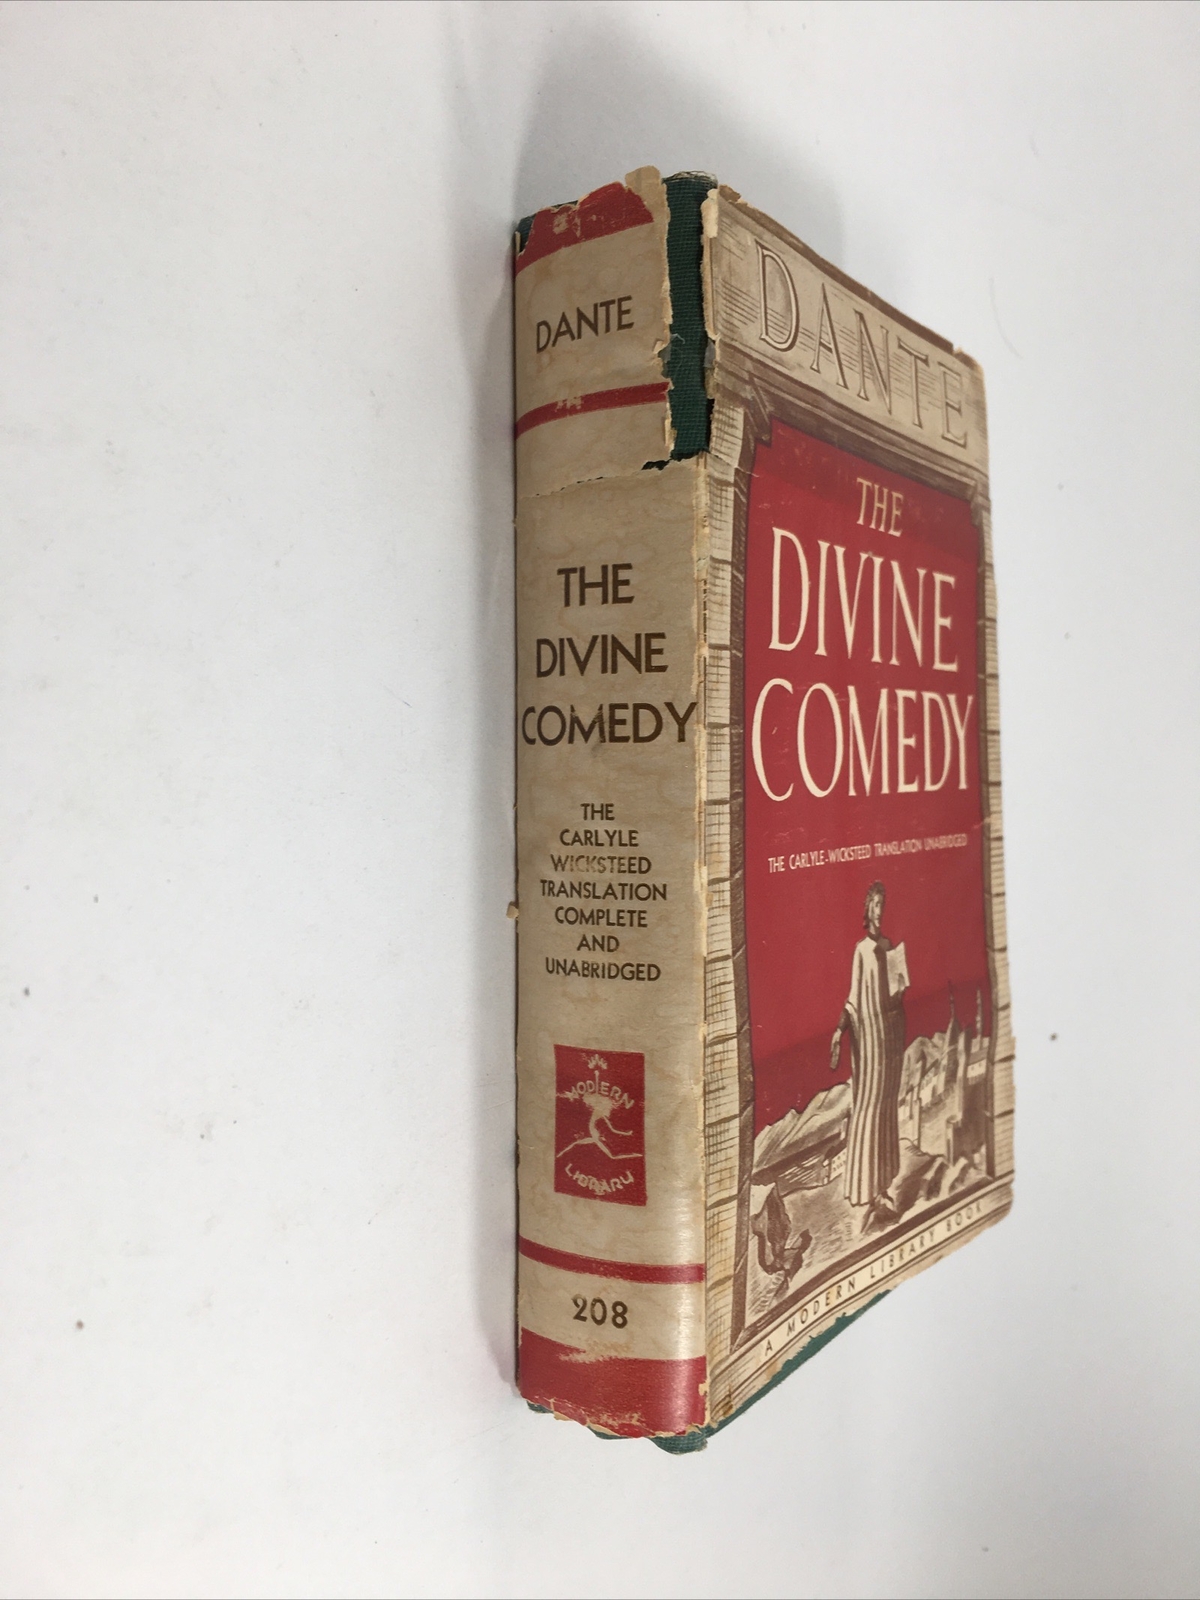 DANTE
THE
DIVINE
COMEDY
THE
CARLYLE
WICKSTEED
TRANSLATION
COMPLETE
AND
UNABRIDGED
MODERN
LIBRARY
208
DANTE
THE
DIVINE
COMEDY
THE CARLYLE-WICKSTEED TRANSLATION UNABRIDGED
A MODERN LIBRARY BOOK